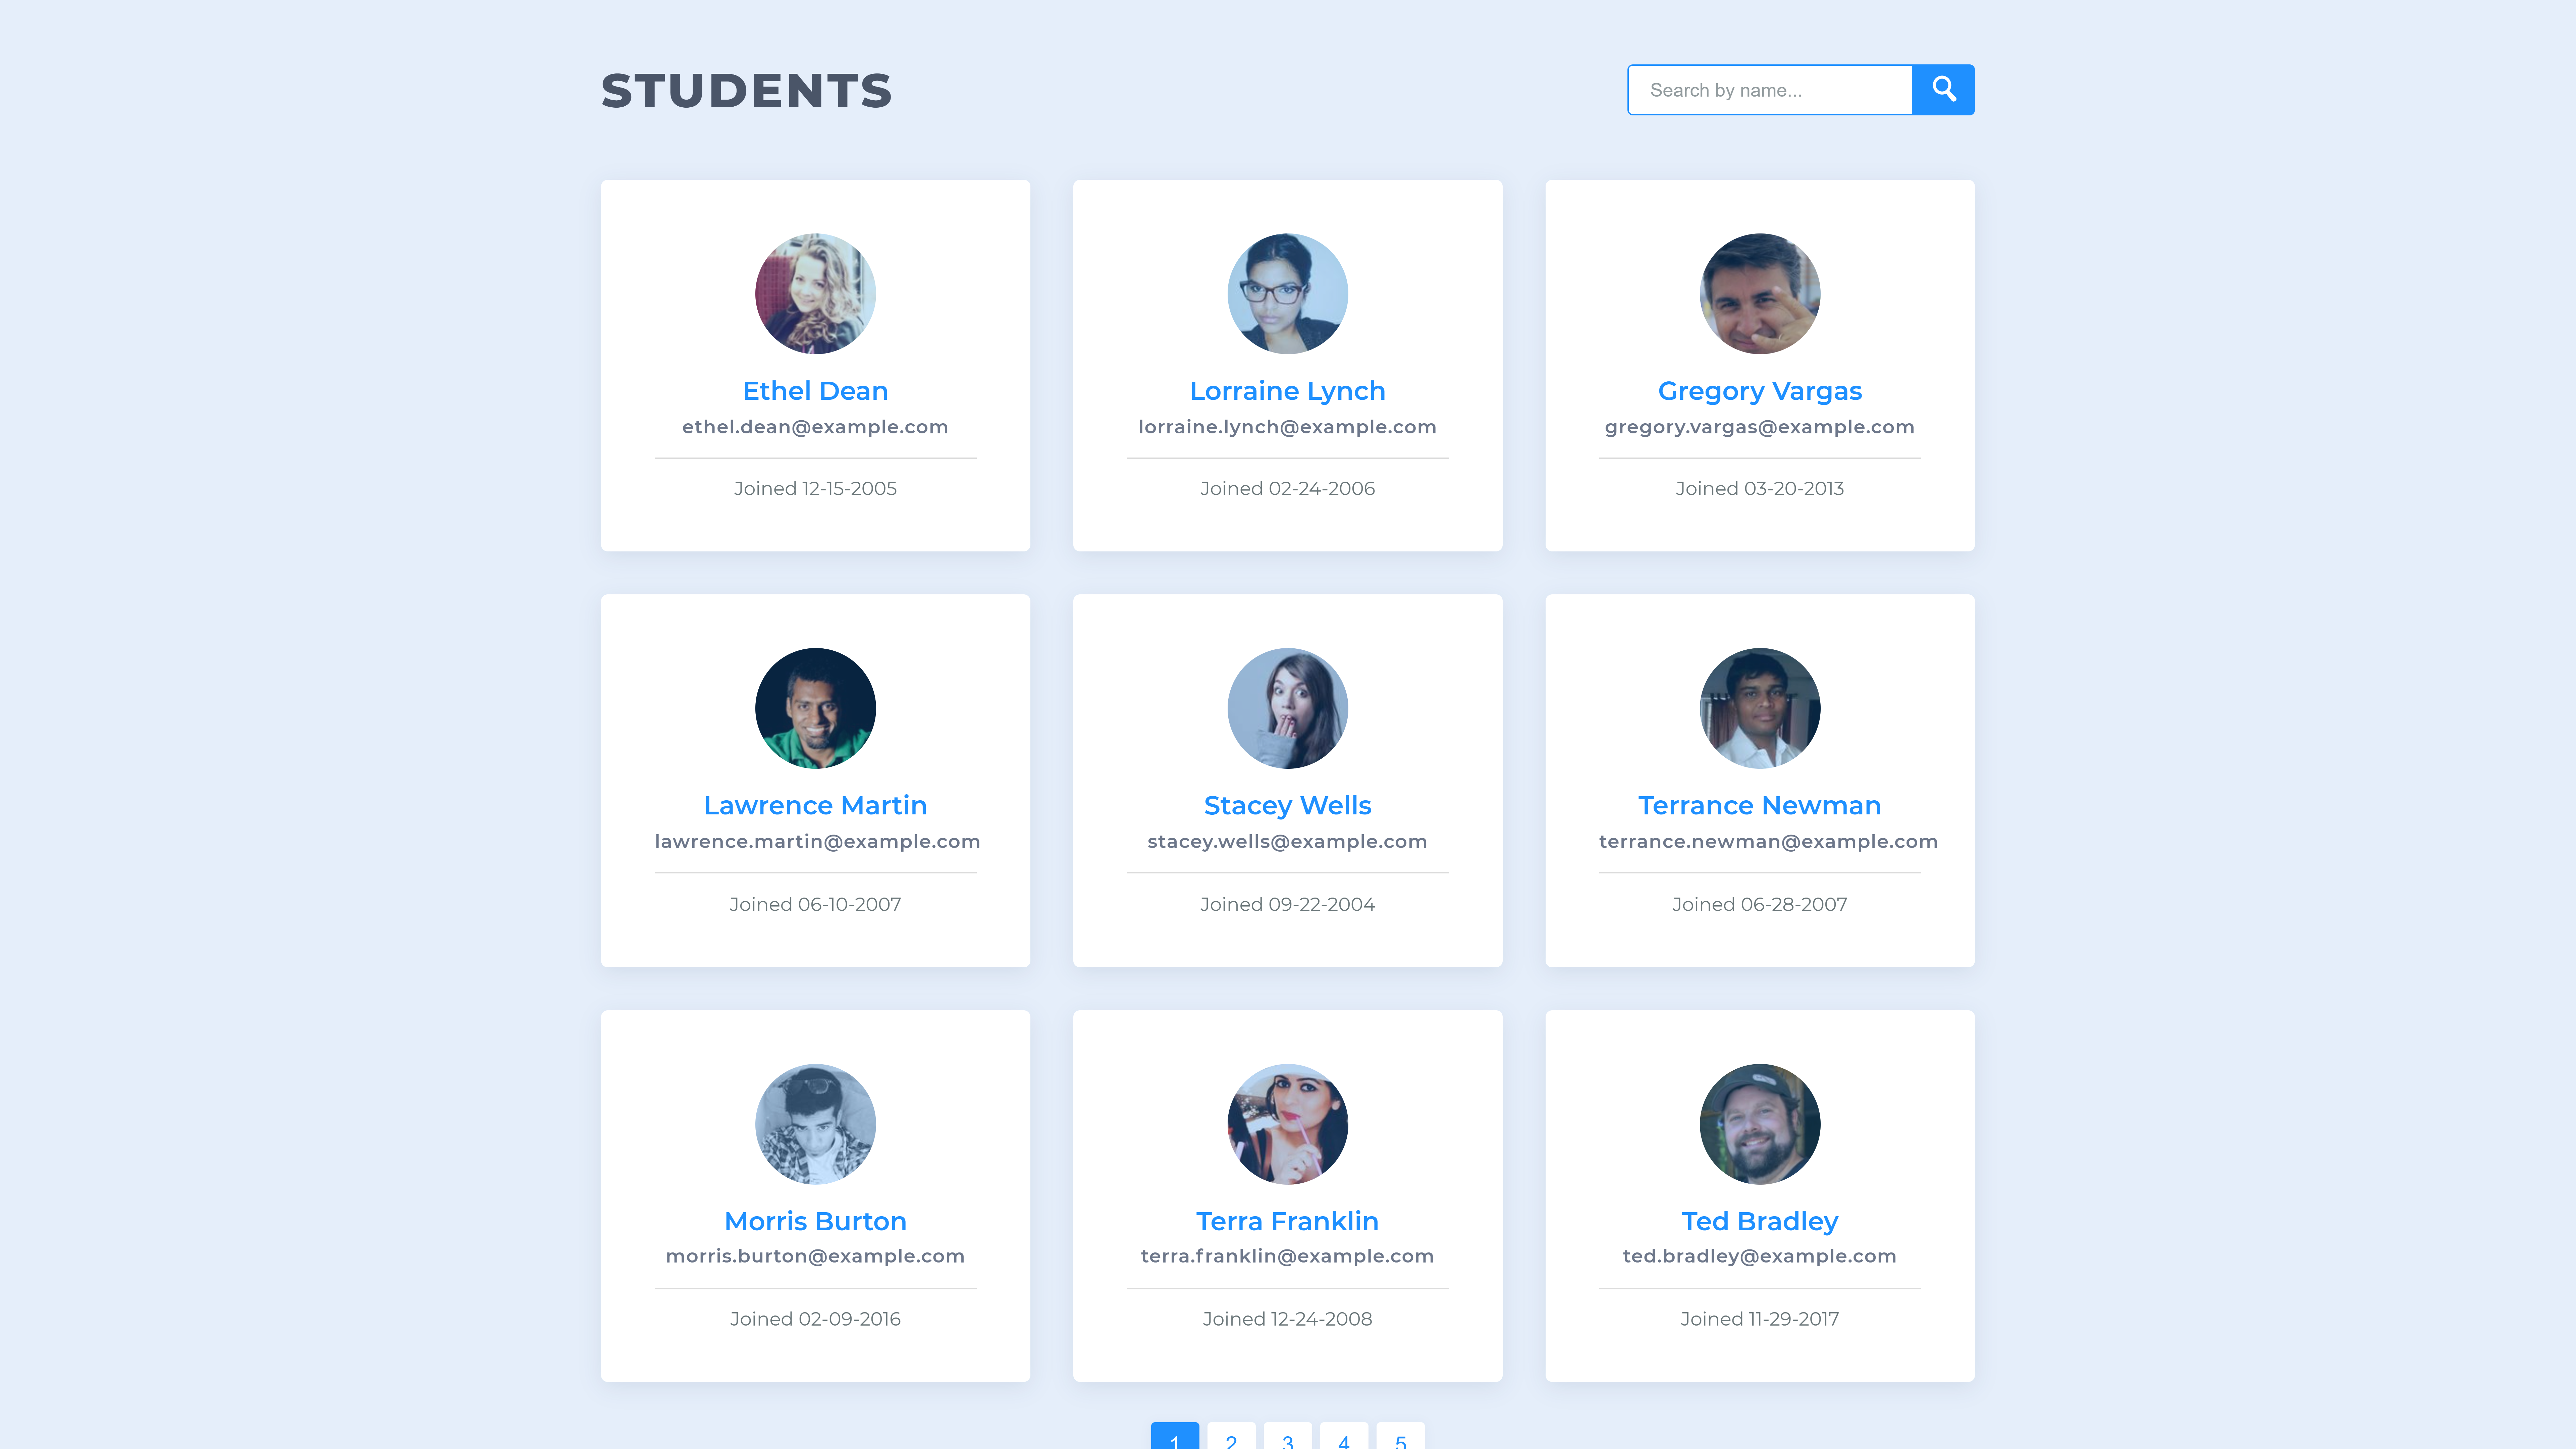 STUDENTS
Search by name...
Ethel Dean
ethel.dean@example.com
Joined 12-15-2005
Lorraine Lynch
lorraine.lynch@example.com
Joined 02-24-2006
Gregory Vargas
gregory.vargas@example.com
Joined 03-20-2013
Lawrence Martin
lawrence.martin@example.com
Joined 06-10-2007
Stacey Wells
stacey.wells@example.com
Joined 09-22-2004
Terrance Newman
terrance.newman@example.com
Joined 06-28-2007
Morris Burton
morris.burton@example.com
Joined 02-09-2016
Terra Franklin
terra.franklin@example.com
Joined 12-24-2008
Ted Bradley
ted.bradley@example.com
Joined 11-29-2017
1 2 3 4 5